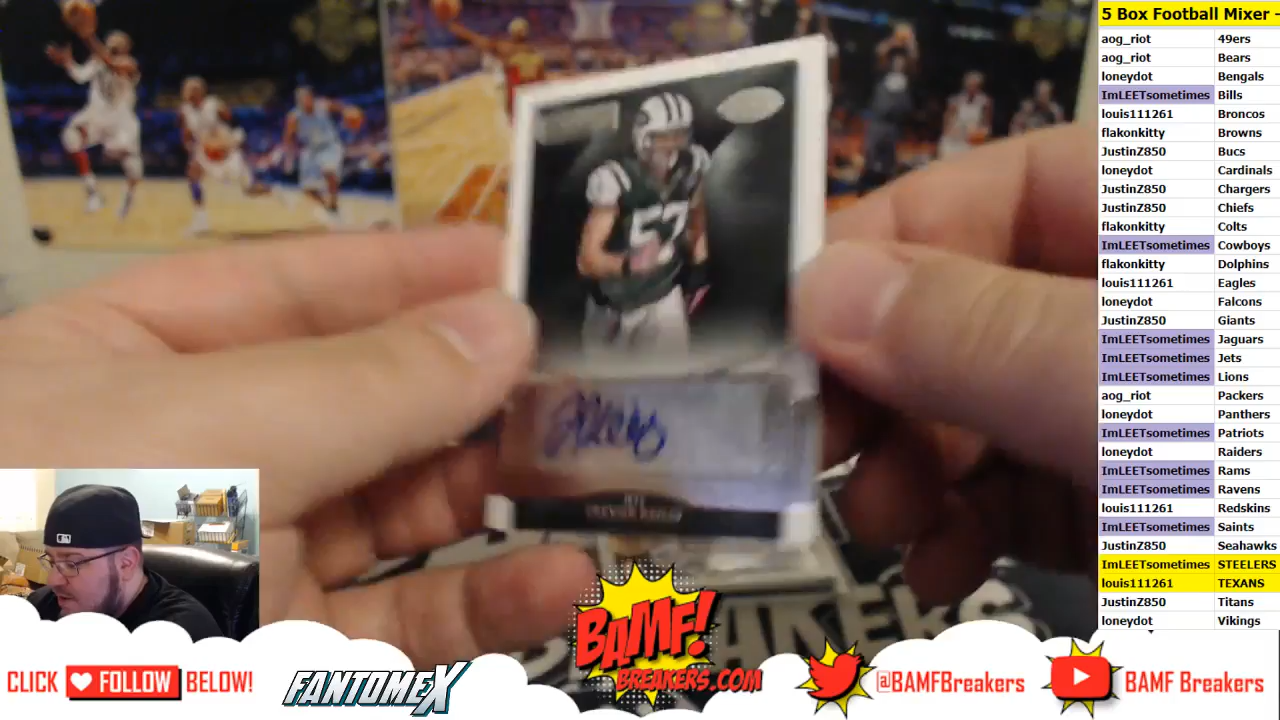 5 Box Football Mixer -
aog_riot 49ers
aog_riot Bears
loneydot Bengals
ImLEETsometimes Bills
louis111261 Broncos
flakonkitty Browns
JustinZ850 Bucs
loneydot Cardinals
JustinZ850 Chargers
JustinZ850 Chiefs
flakonkitty Colts
ImLEETsometimes Cowboys
flakonkitty Dolphins
louis111261 Eagles
loneydot Falcons
JustinZ850 Giants
ImLEETsometimes Jaguars
ImLEETsometimes Jets
ImLEETsometimes Lions
aog_riot Packers
loneydot Panthers
ImLEETsometimes Patriots
loneydot Raiders
ImLEETsometimes Rams
ImLEETsometimes Ravens
louis111261 Redskins
ImLEETsometimes Saints
JustinZ850 Seahawks
ImLEETsometimes STEELERS
louis111261 TEXANS
JustinZ850 Titans
loneydot Vikings
57
CLICK FOLLOW BELOW!
FANTOMEX
BAMF!
BREAKERS.COM
@BAMFBreakers
BAMF Breakers